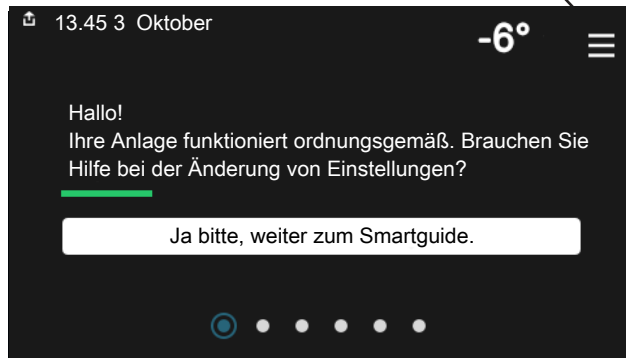 13.45 3 Oktober
-6°
Hallo!
Ihre Anlage funktioniert ordnungsgemäß. Brauchen Sie
Hilfe bei der Änderung von Einstellungen?
Ja bitte, weiter zum Smartguide.